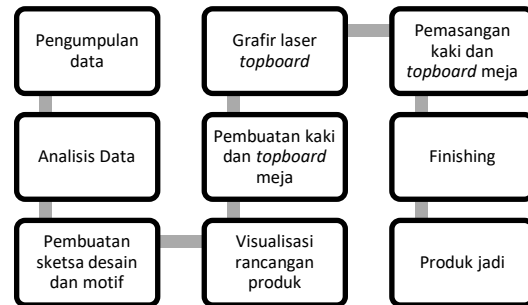 Pengumpulan
data
Analisis Data
Pembuatan
sketsa desain
dan motif
Visualisasi
rancangan
produk
Pembuatan kaki
dan topboard
meja
Grafir laser
topboard
Pemasangan
kaki dan
topboard meja
Finishing
Produk jadi